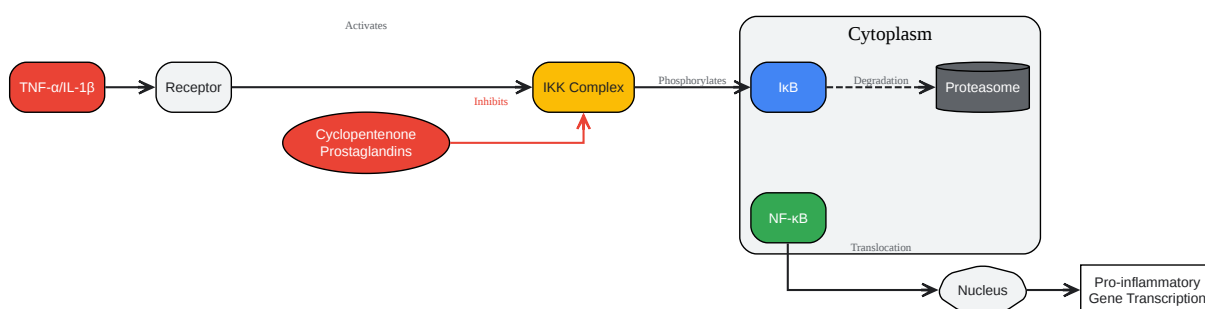 Activates
Cytoplasm
TNF-α/IL-1β
Receptor
IKK Complex
Phosphorylates
IκB
Degradation
Proteasome
Inhibits
Cyclopentenone
Prostaglandins
NF-κB
Translocation
Nucleus
Pro-inflammatory
Gene Transcription